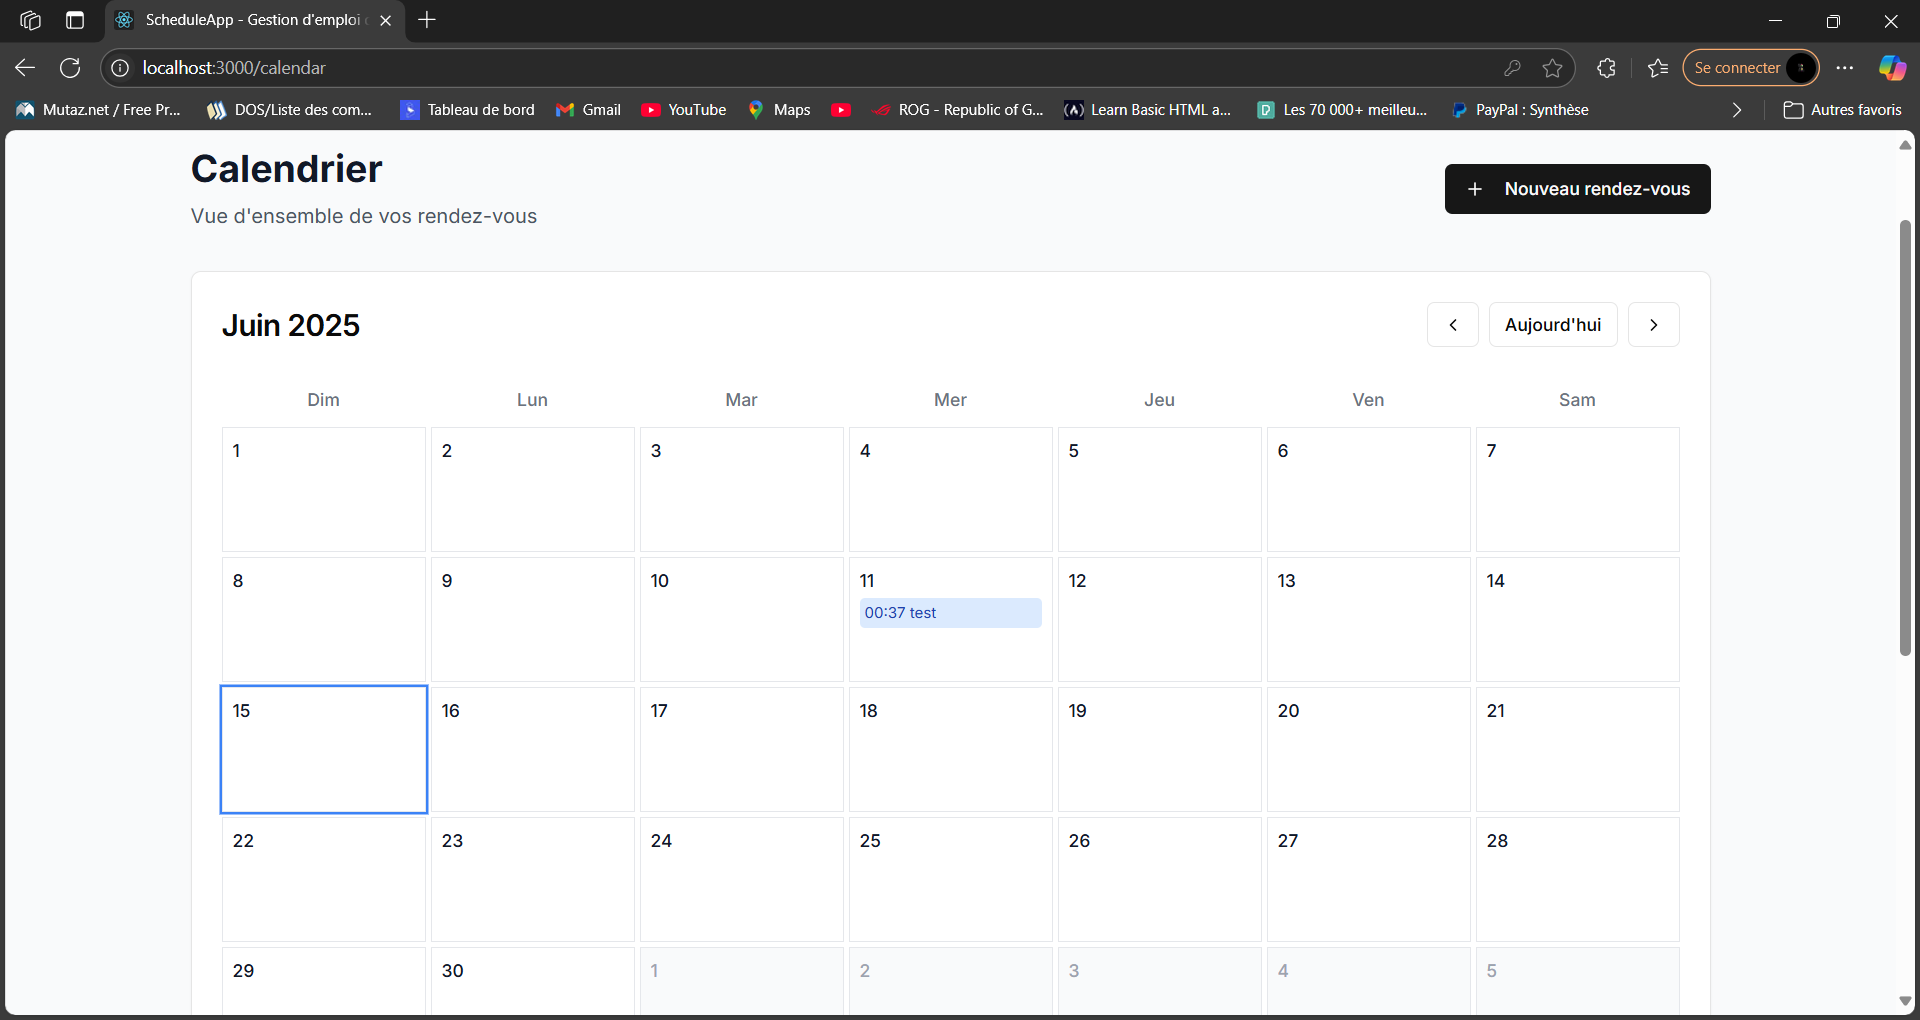 ScheduleApp - Gestion d'emploi
localhost:3000/calendar
Se connecter
Mutaz.net / Free Pr... DOS/Liste des com... Tableau de bord Gmail YouTube Maps ROG - Republic of G... Learn Basic HTML a... Les 70 000+ meilleu... PayPal : Synthèse Autres favoris
Calendrier
Vue d'ensemble de vos rendez-vous
+ Nouveau rendez-vous
Juin 2025
Aujourd'hui
Dim Lun Mar Mer Jeu Ven Sam
1 2 3 4 5 6 7
8 9 10 11 12 13 14
00:37 test
15 16 17 18 19 20 21
22 23 24 25 26 27 28
29 30 1 2 3 4 5